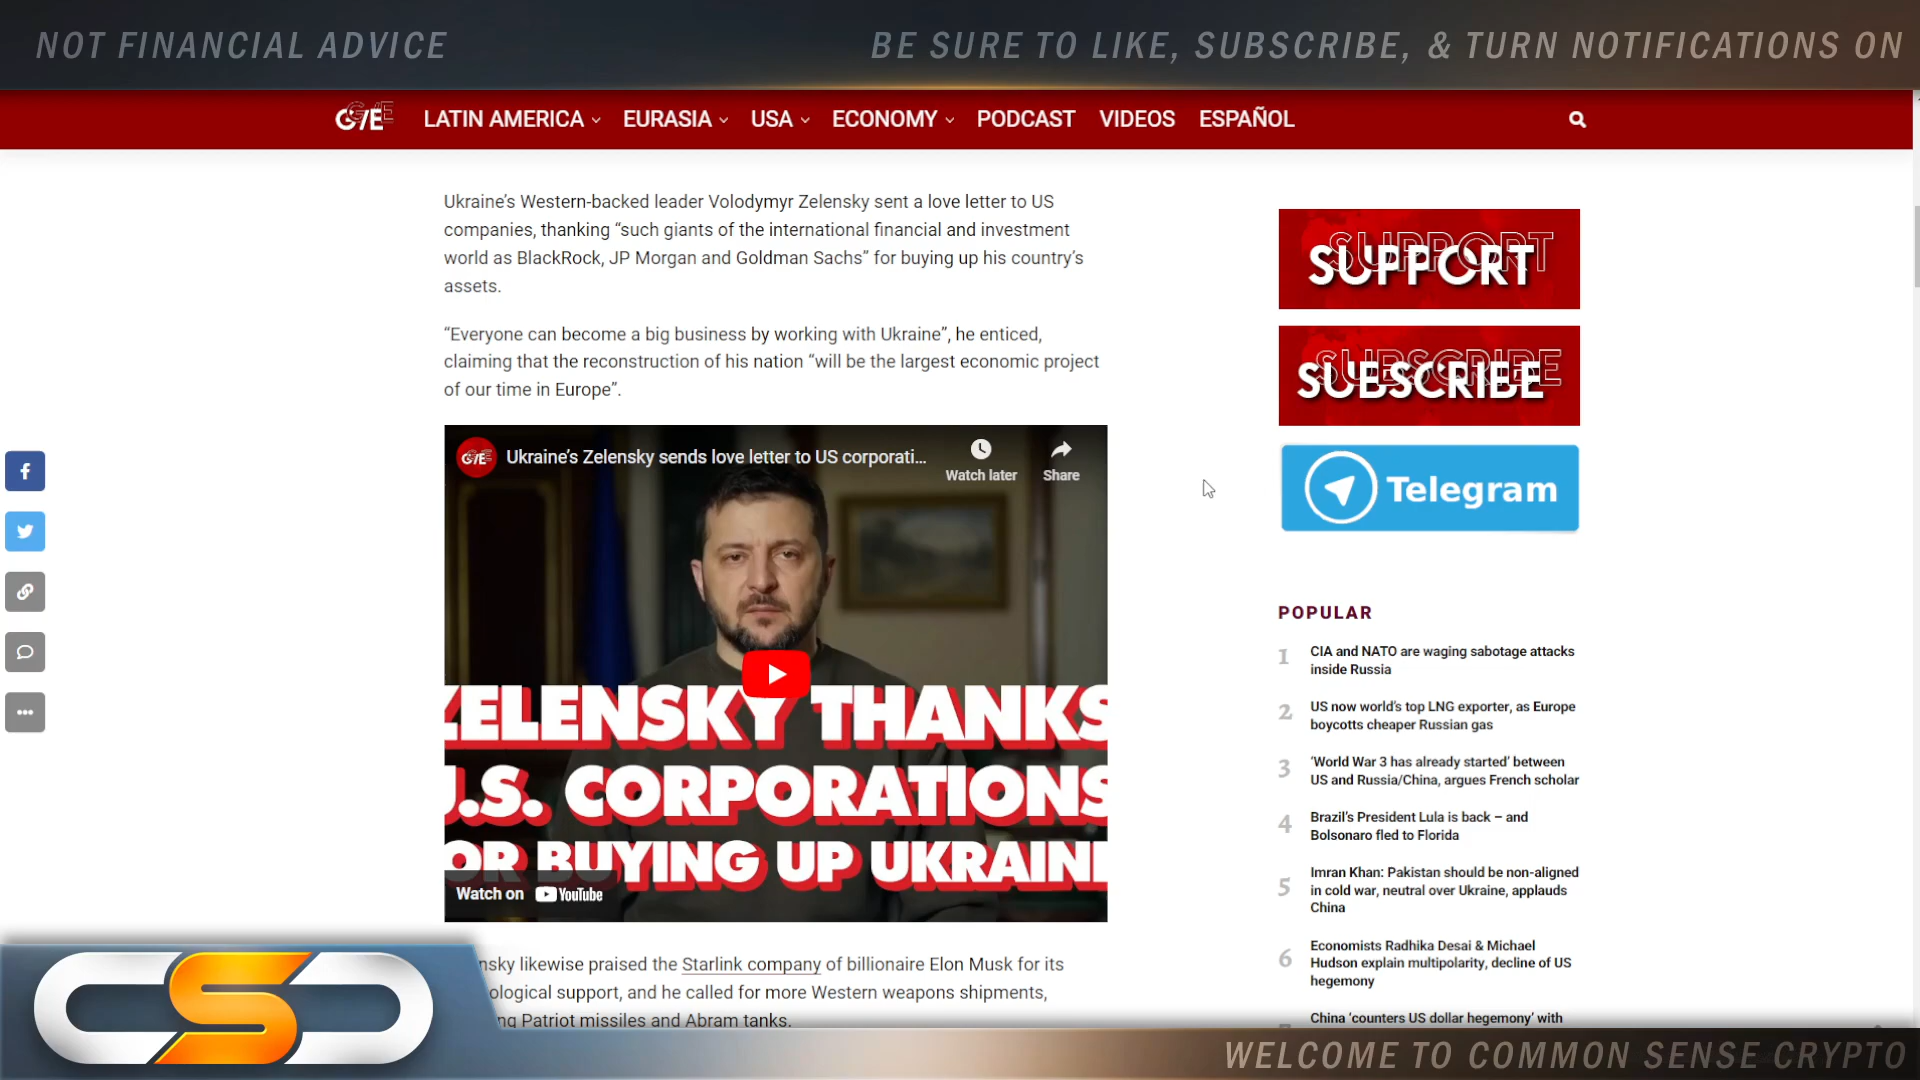 NOT FINANCIAL ADVICE
BE SURE TO LIKE, SUBSCRIBE, & TURN NOTIFICATIONS ON
LATIN AMERICA
EURASIA
USA
ECONOMY
PODCAST
VIDEOS
ESPAÑOL
Ukraine’s Western-backed leader Volodymyr Zelensky sent a love letter to US
companies, thanking “such giants of the international financial and investment
world as BlackRock, JP Morgan and Goldman Sachs” for buying up his country’s
assets.
“Everyone can become a big business by working with Ukraine”, he enticed,
claiming that the reconstruction of his nation “will be the largest economic project
of our time in Europe”.
Ukraine’s Zelensky sends love letter to US corporati...
Watch later
Share
ZELENSKY THANKS
U.S. CORPORATIONS
FOR BUYING UP UKRAINE
Watch on YouTube
nsky likewise praised the Starlink company of billionaire Elon Musk for its
ological support, and he called for more Western weapons shipments,
ng Patriot missiles and Abram tanks.
SUPPORT
SUBSCRIBE
Telegram
POPULAR
1 CIA and NATO are waging sabotage attacks
inside Russia
2 US now world’s top LNG exporter, as Europe
boycotts cheaper Russian gas
3 ‘World War 3 has already started’ between
US and Russia/China, argues French scholar
4 Brazil’s President Lula is back – and
Bolsonaro fled to Florida
5 Imran Khan: Pakistan should be non-aligned
in cold war, neutral over Ukraine, applauds
China
6 Economists Radhika Desai & Michael
Hudson explain multipolarity, decline of US
hegemony
China ‘counters US dollar hegemony’ with
CSC
WELCOME TO COMMON SENSE CRYPTO